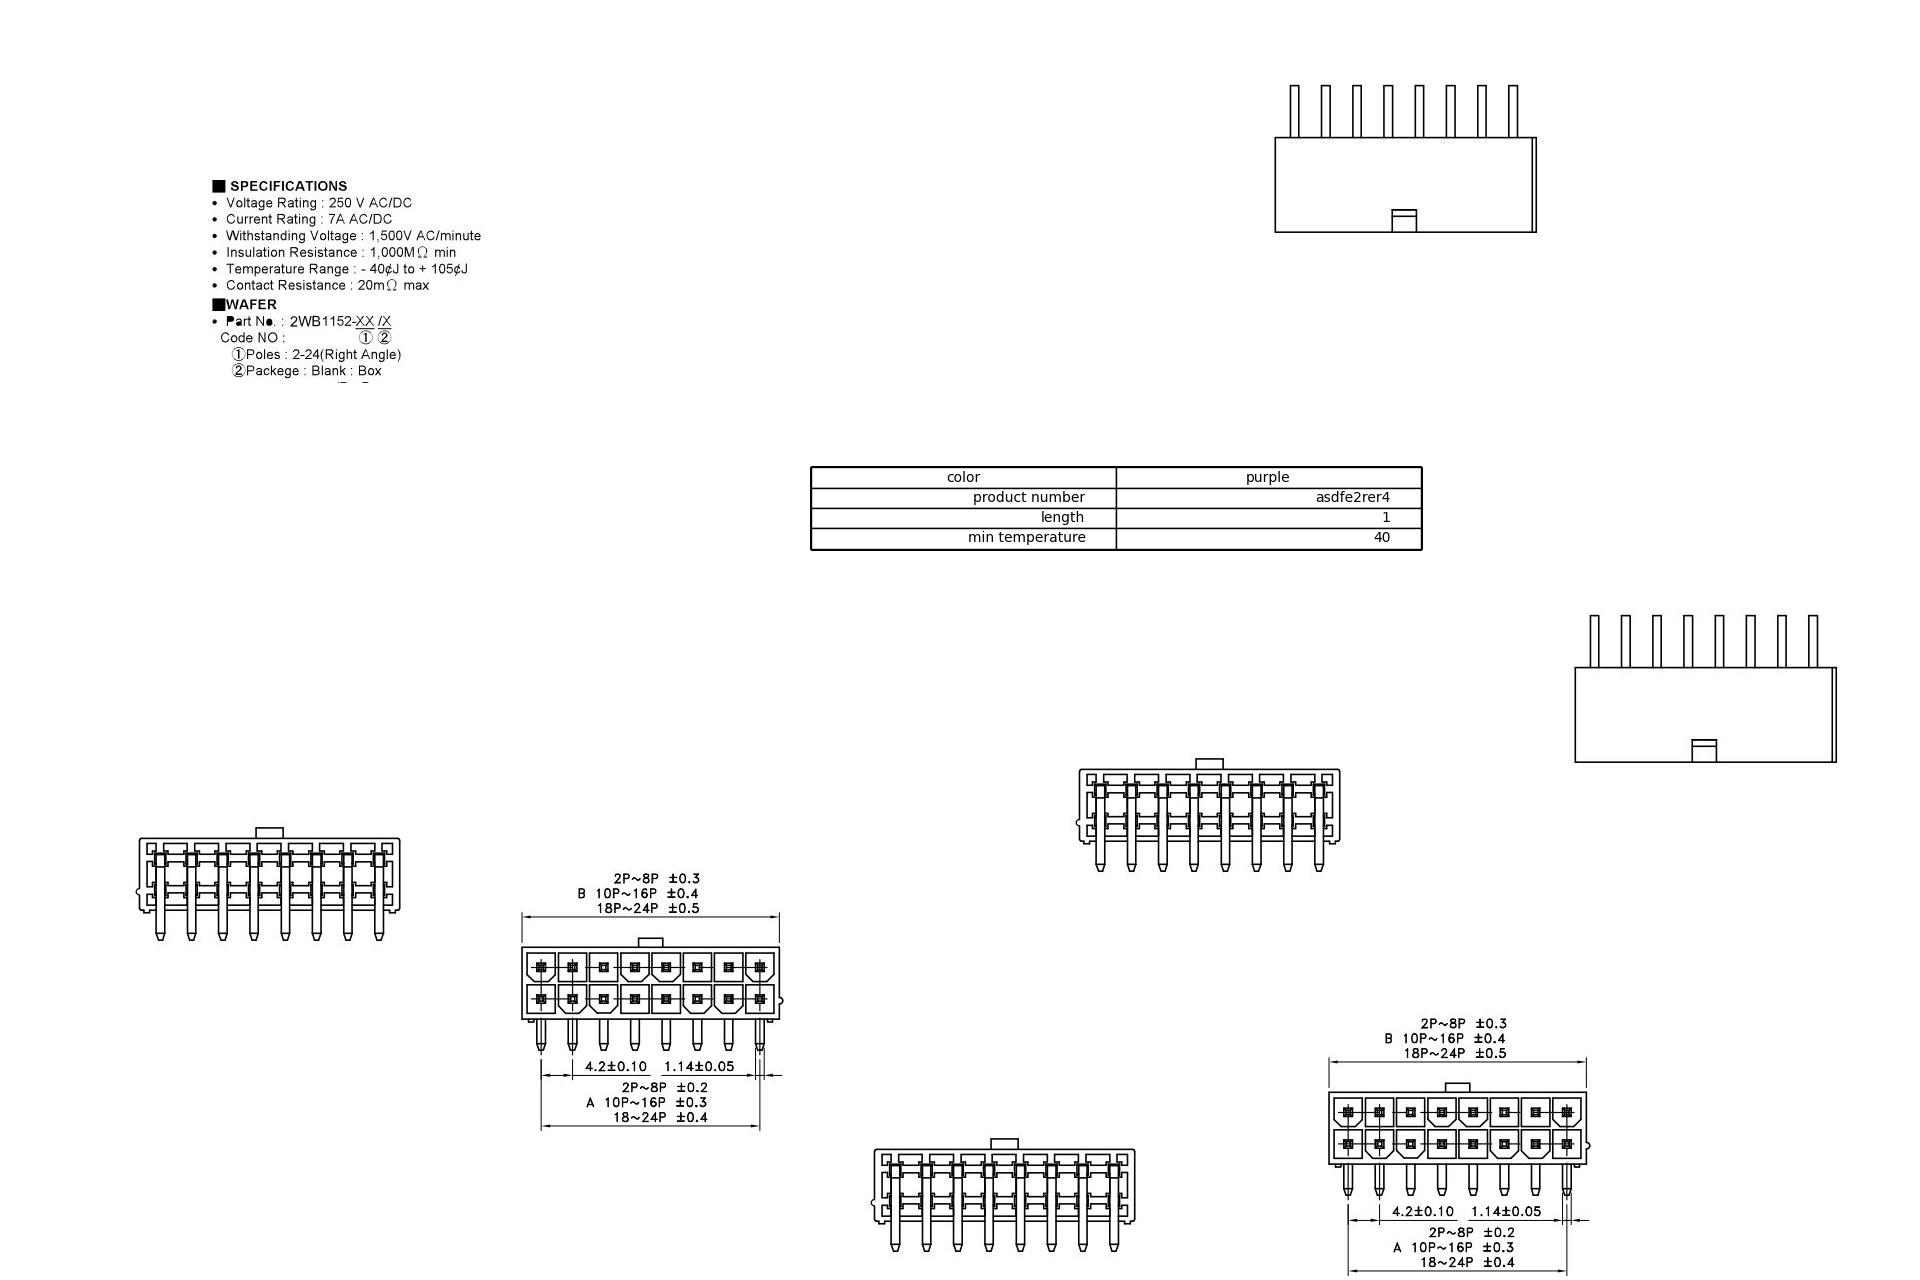 ■ SPECIFICATIONS
• Voltage Rating : 250 V AC/DC
• Current Rating : 7A AC/DC
• Withstanding Voltage : 1,500V AC/minute
• Insulation Resistance : 1,000MΩ min
• Temperature Range : - 40¢J to + 105¢J
• Contact Resistance : 20mΩ max
■WAFER
• Part No. : 2WB1152-XX /X
Code NO : ① ②
①Poles : 2-24(Right Angle)
②Packege : Blank : Box
color purple
product number asdfe2rer4
length 1
min temperature 40
2P~8P ±0.3
B 10P~16P ±0.4
18P~24P ±0.5
4.2±0.10 1.14±0.05
2P~8P ±0.2
A 10P~16P ±0.3
18~24P ±0.4
2P~8P ±0.3
B 10P~16P ±0.4
18P~24P ±0.5
4.2±0.10 1.14±0.05
2P~8P ±0.2
A 10P~16P ±0.3
18~24P ±0.4